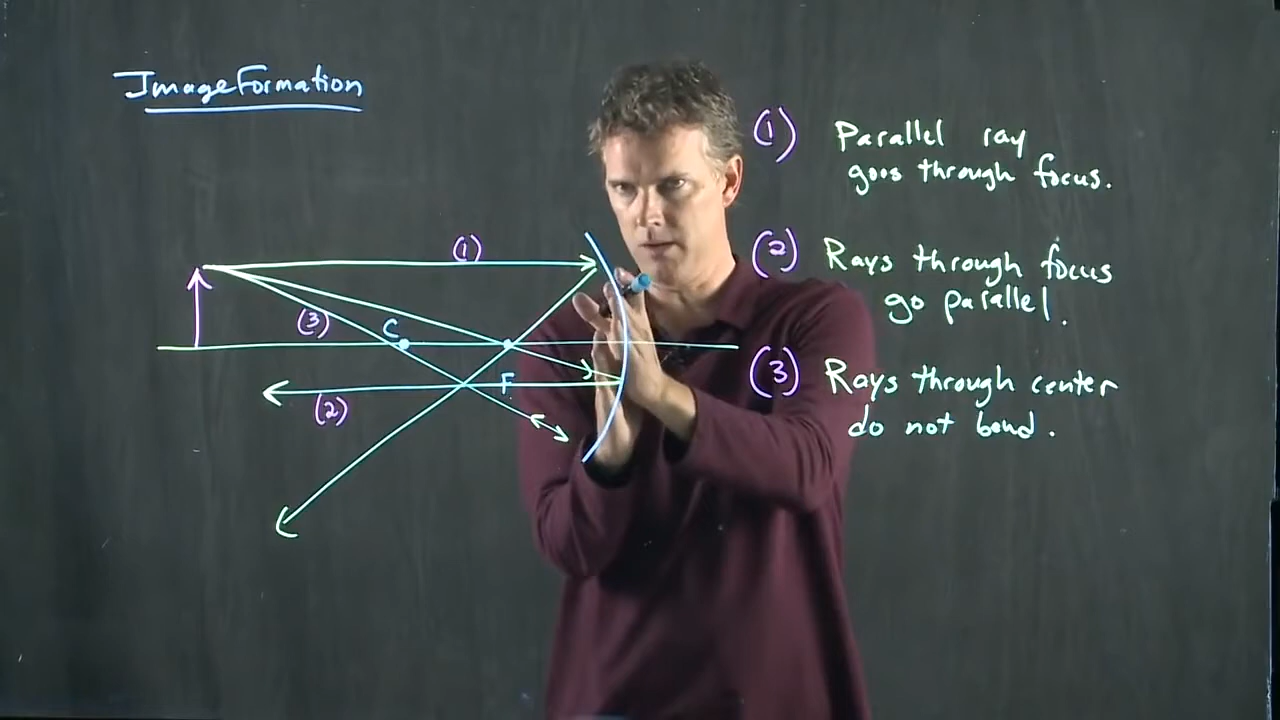 Image Formation
(1) Parallel ray
goes through focus.
(2) Rays through focus
go parallel.
(3) Rays through center
do not bend.
(1)
(3)
C
F
(2)